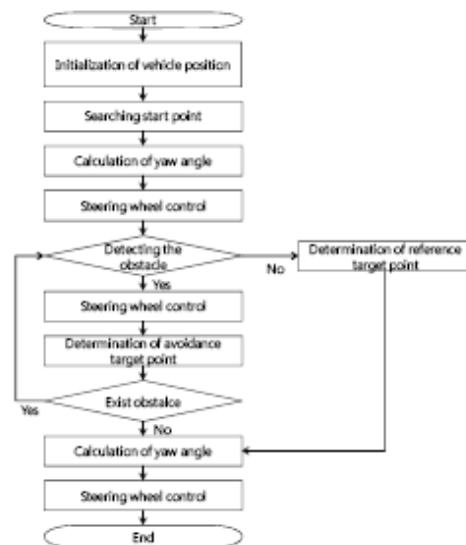 Start
Initialization of vehicle position
Searching start point
Calculation of yaw angle
Steering wheel control
Detecting the
obstacle
No
Determination of reference
target point
Yes
Steering wheel control
Determination of avoidance
target point
Exist obstalce
Yes
No
Calculation of yaw angle
Steering wheel control
End